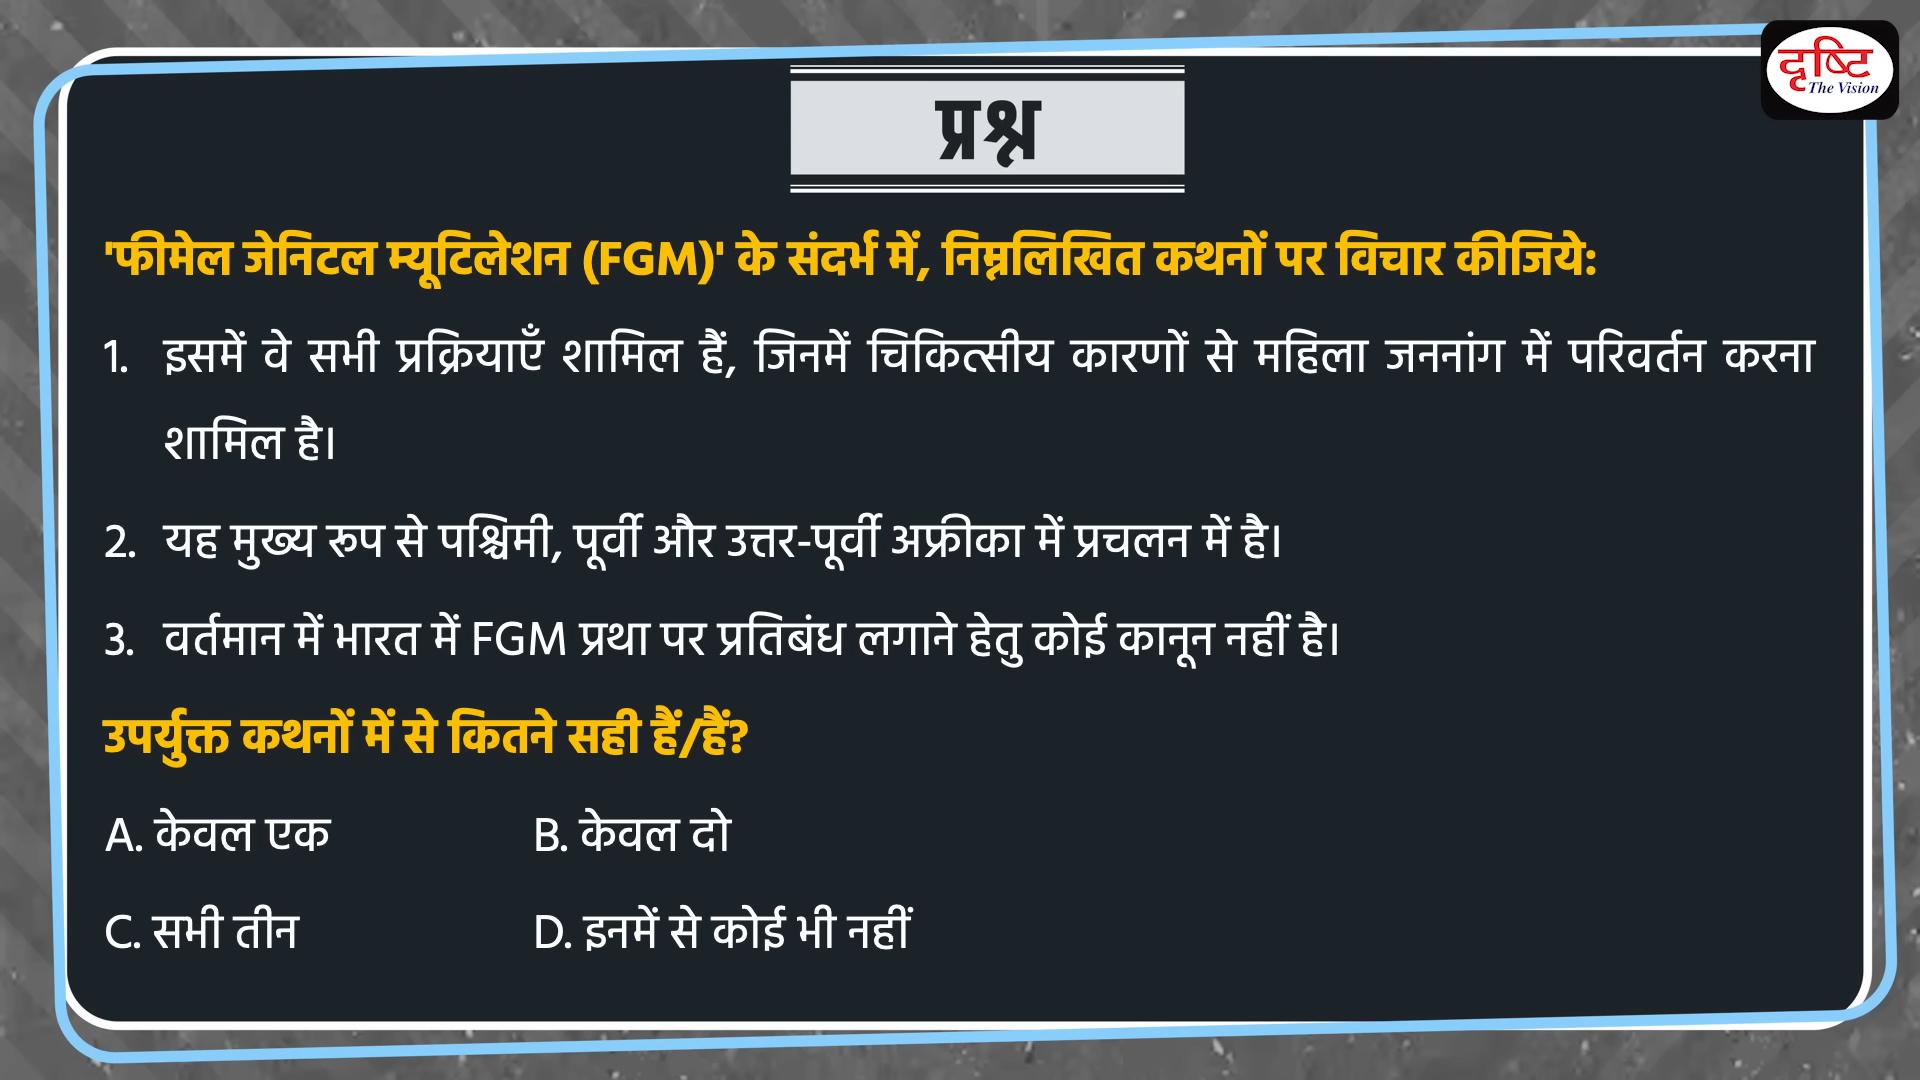 दृष्टि
The Vision
प्रश्न
'फीमेल जेनिटल म्यूटिलेशन (FGM)' के संदर्भ में, निम्नलिखित कथनों पर विचार कीजिये:
1. इसमें वे सभी प्रक्रियाएँ शामिल हैं, जिनमें चिकित्सीय कारणों से महिला जननांग में परिवर्तन करना
शामिल है।
2. यह मुख्य रूप से पश्चिमी, पूर्वी और उत्तर-पूर्वी अफ्रीका में प्रचलन में है।
3. वर्तमान में भारत में FGM प्रथा पर प्रतिबंध लगाने हेतु कोई कानून नहीं है।
उपर्युक्त कथनों में से कितने सही हैं/हैं?
A. केवल एक B. केवल दो
C. सभी तीन D. इनमें से कोई भी नहीं